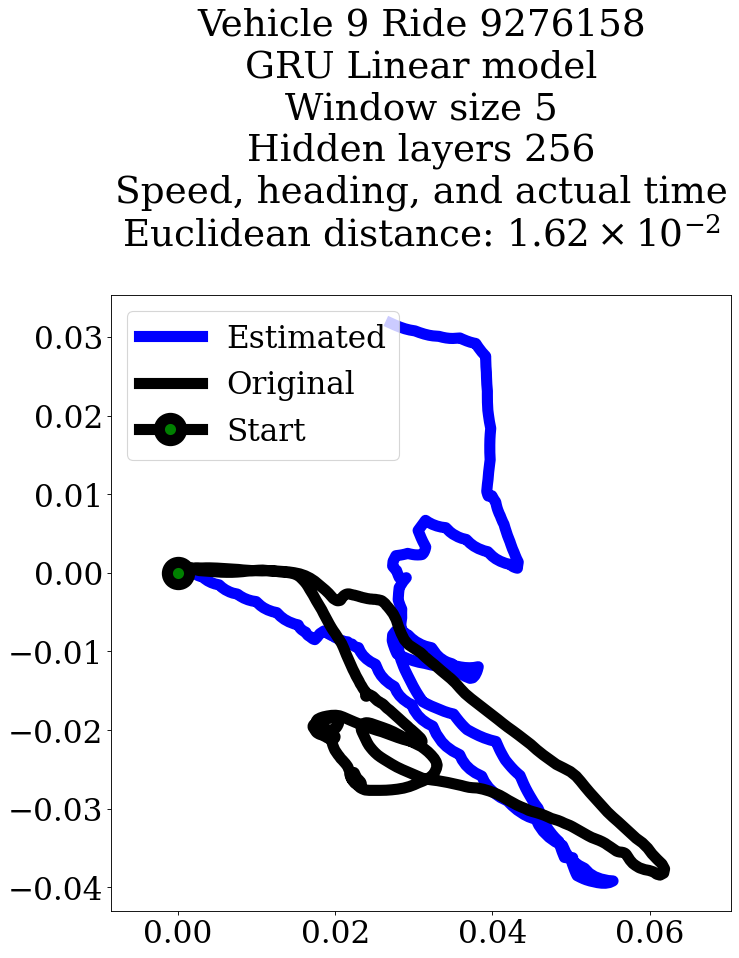 Vehicle 9 Ride 9276158
GRU Linear model
Window size 5
Hidden layers 256
Speed, heading, and actual time
Euclidean distance: 1.62 × 10⁻²
Estimated
Original
Start
0.03
0.02
0.01
0.00
−0.01
−0.02
−0.03
−0.04
0.00 0.02 0.04 0.06